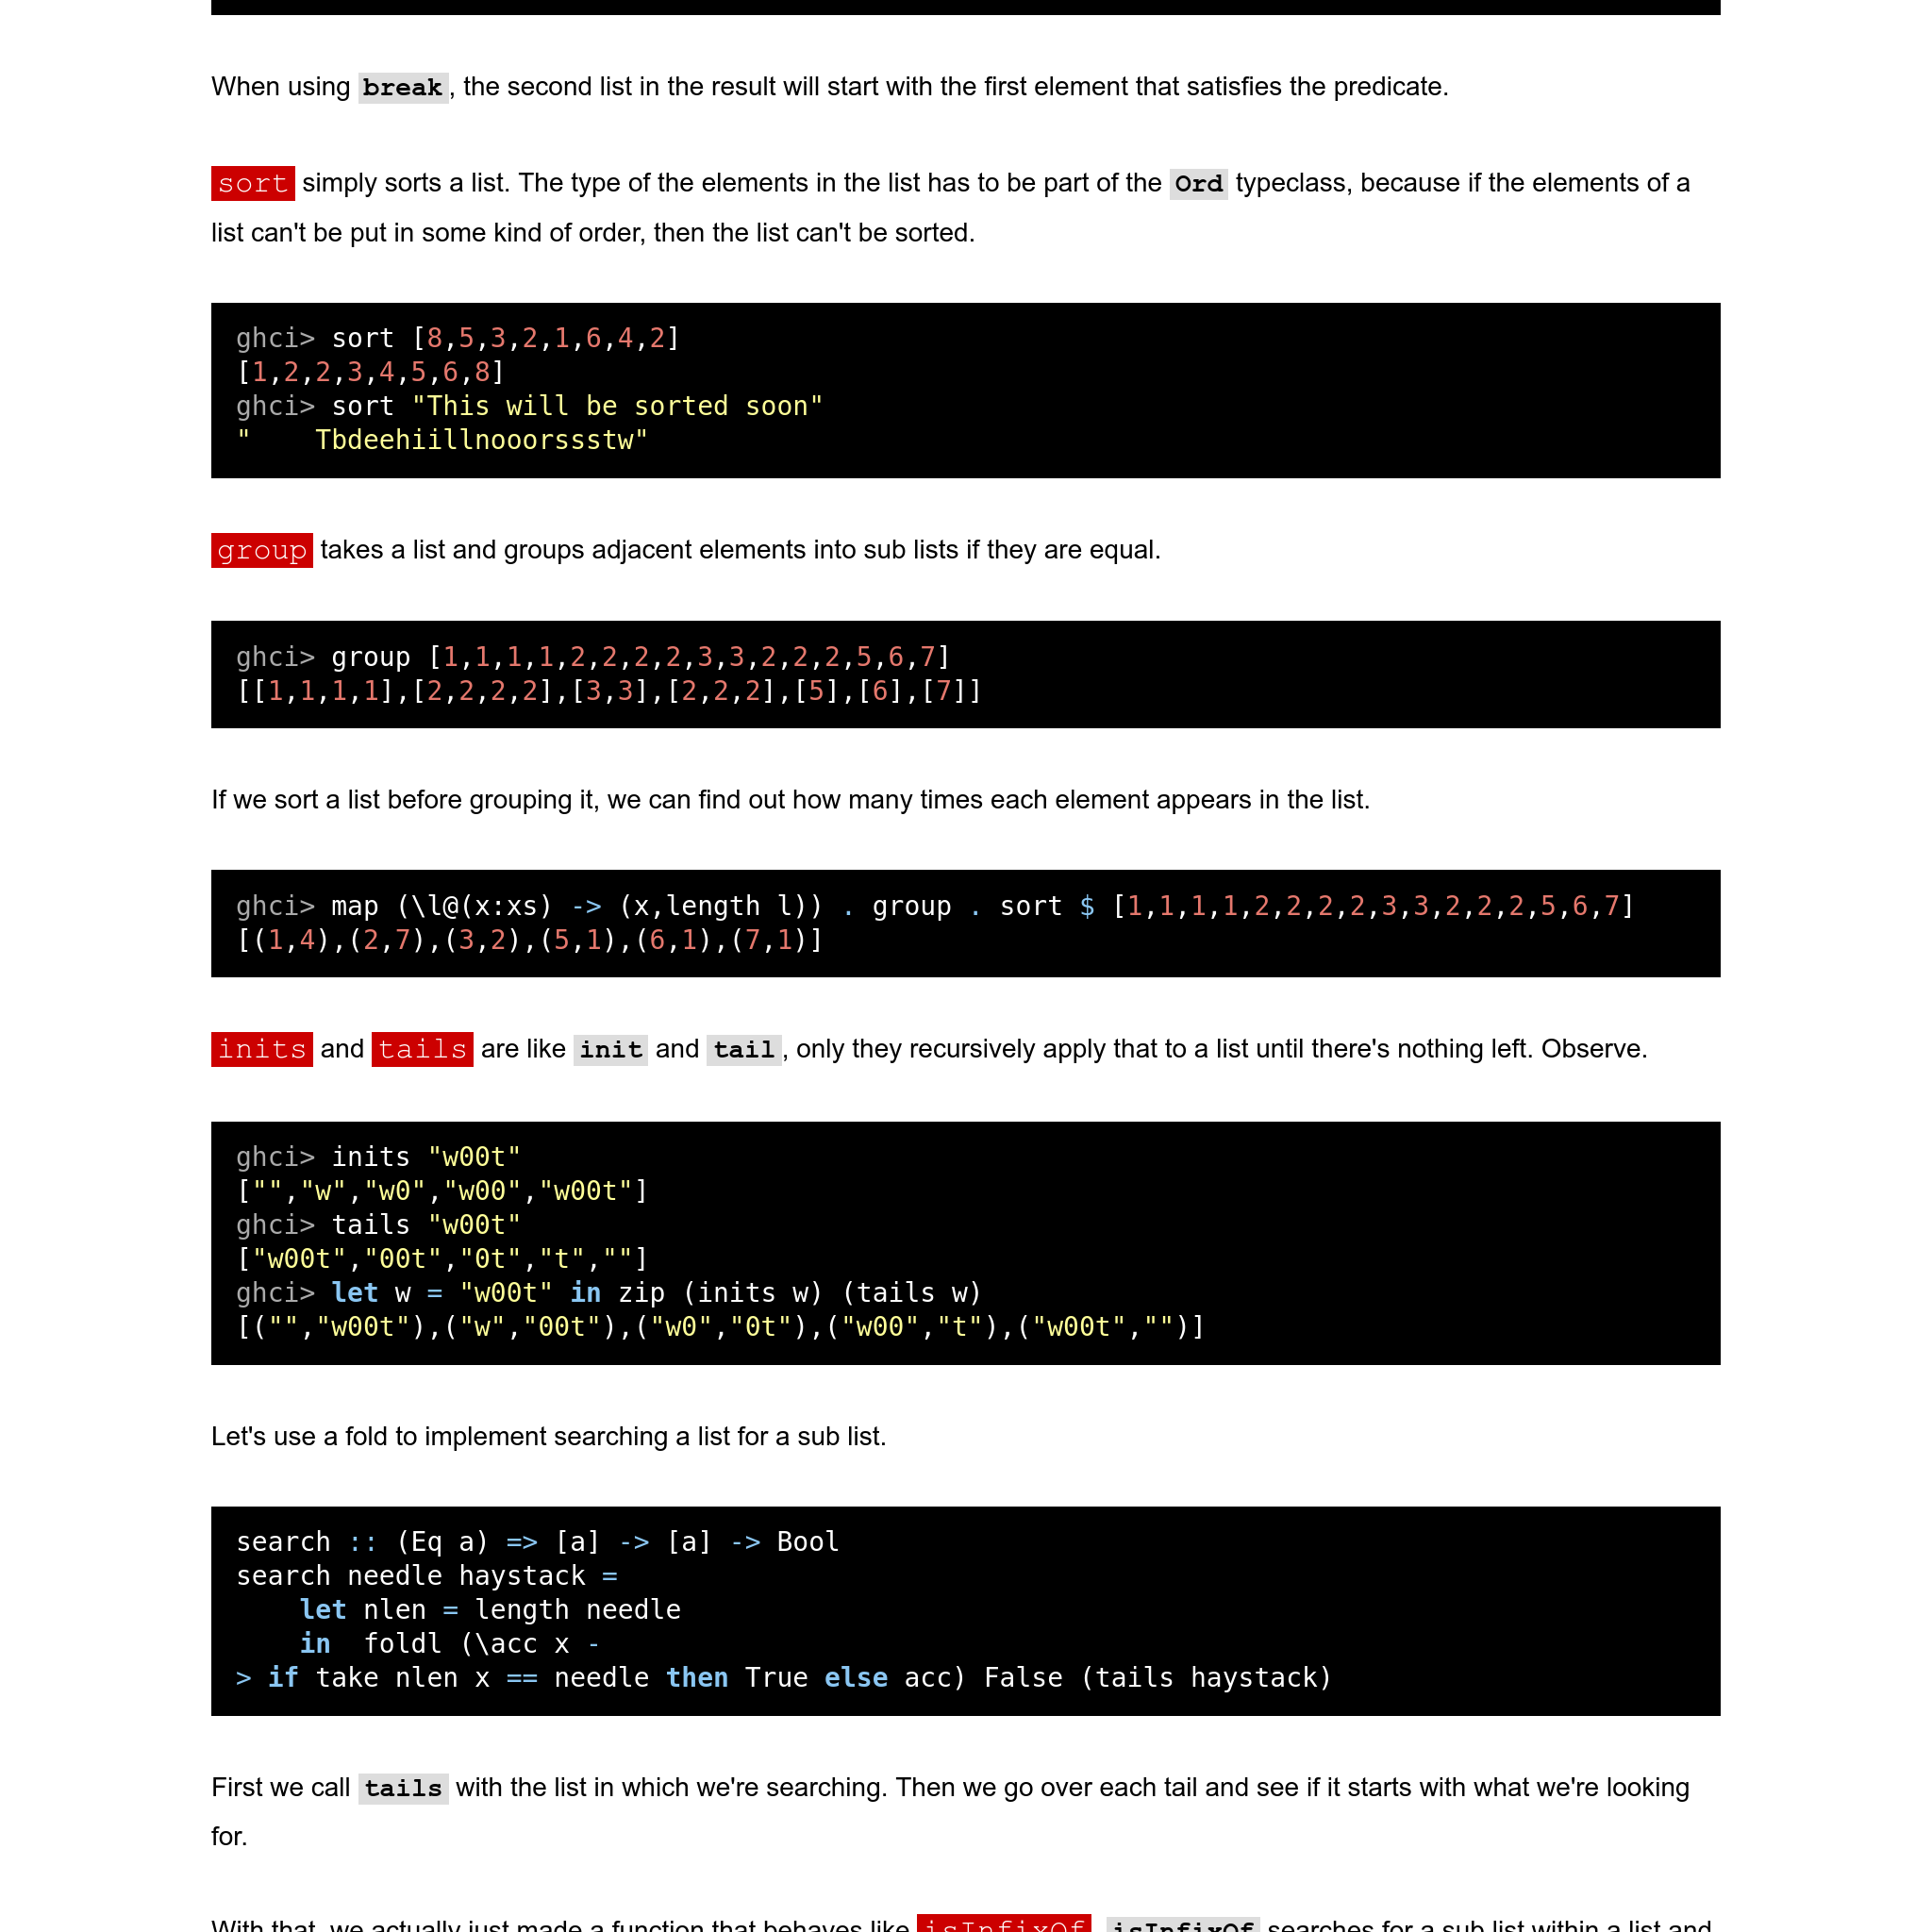 When using break, the second list in the result will start with the first element that satisfies the predicate.
sort simply sorts a list. The type of the elements in the list has to be part of the Ord typeclass, because if the elements of a
list can't be put in some kind of order, then the list can't be sorted.
ghci> sort [8,5,3,2,1,6,4,2]
[1,2,2,3,4,5,6,8]
ghci> sort "This will be sorted soon"
"    Tbdeehiillnooorssstw"
group takes a list and groups adjacent elements into sub lists if they are equal.
ghci> group [1,1,1,1,2,2,2,2,3,3,2,2,2,5,6,7]
[[1,1,1,1],[2,2,2,2],[3,3],[2,2,2],[5],[6],[7]]
If we sort a list before grouping it, we can find out how many times each element appears in the list.
ghci> map (\l@(x:xs) -> (x,length l)) . group . sort $ [1,1,1,1,2,2,2,2,3,3,2,2,2,5,6,7]
[(1,4),(2,7),(3,2),(5,1),(6,1),(7,1)]
inits and tails are like init and tail, only they recursively apply that to a list until there's nothing left. Observe.
ghci> inits "w00t"
["","w","w0","w00","w00t"]
ghci> tails "w00t"
["w00t","00t","0t","t",""]
ghci> let w = "w00t" in zip (inits w) (tails w)
[("","w00t"),("w","00t"),("w0","0t"),("w00","t"),("w00t","")]
Let's use a fold to implement searching a list for a sub list.
search :: (Eq a) => [a] -> [a] -> Bool
search needle haystack =
    let nlen = length needle
    in  foldl (\acc x -
> if take nlen x == needle then True else acc) False (tails haystack)
First we call tails with the list in which we're searching. Then we go over each tail and see if it starts with what we're looking
for.
With that, we actually just made a function that behaves like isInfixOf. isInfixOf searches for a sub list within a list and